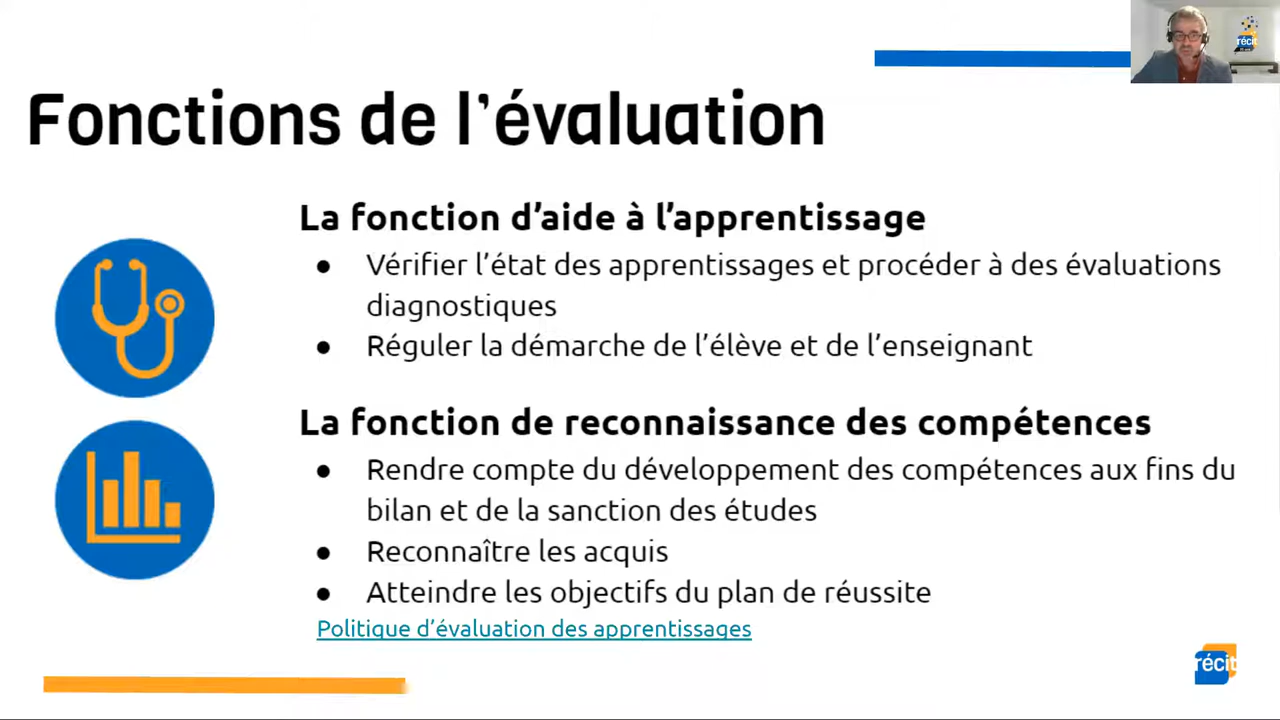 récit
Fonctions de l’évaluation
La fonction d’aide à l’apprentissage
● Vérifier l’état des apprentissages et procéder à des évaluations
diagnostiques
● Réguler la démarche de l’élève et de l’enseignant
La fonction de reconnaissance des compétences
● Rendre compte du développement des compétences aux fins du
bilan et de la sanction des études
● Reconnaître les acquis
● Atteindre les objectifs du plan de réussite
Politique d’évaluation des apprentissages
récit